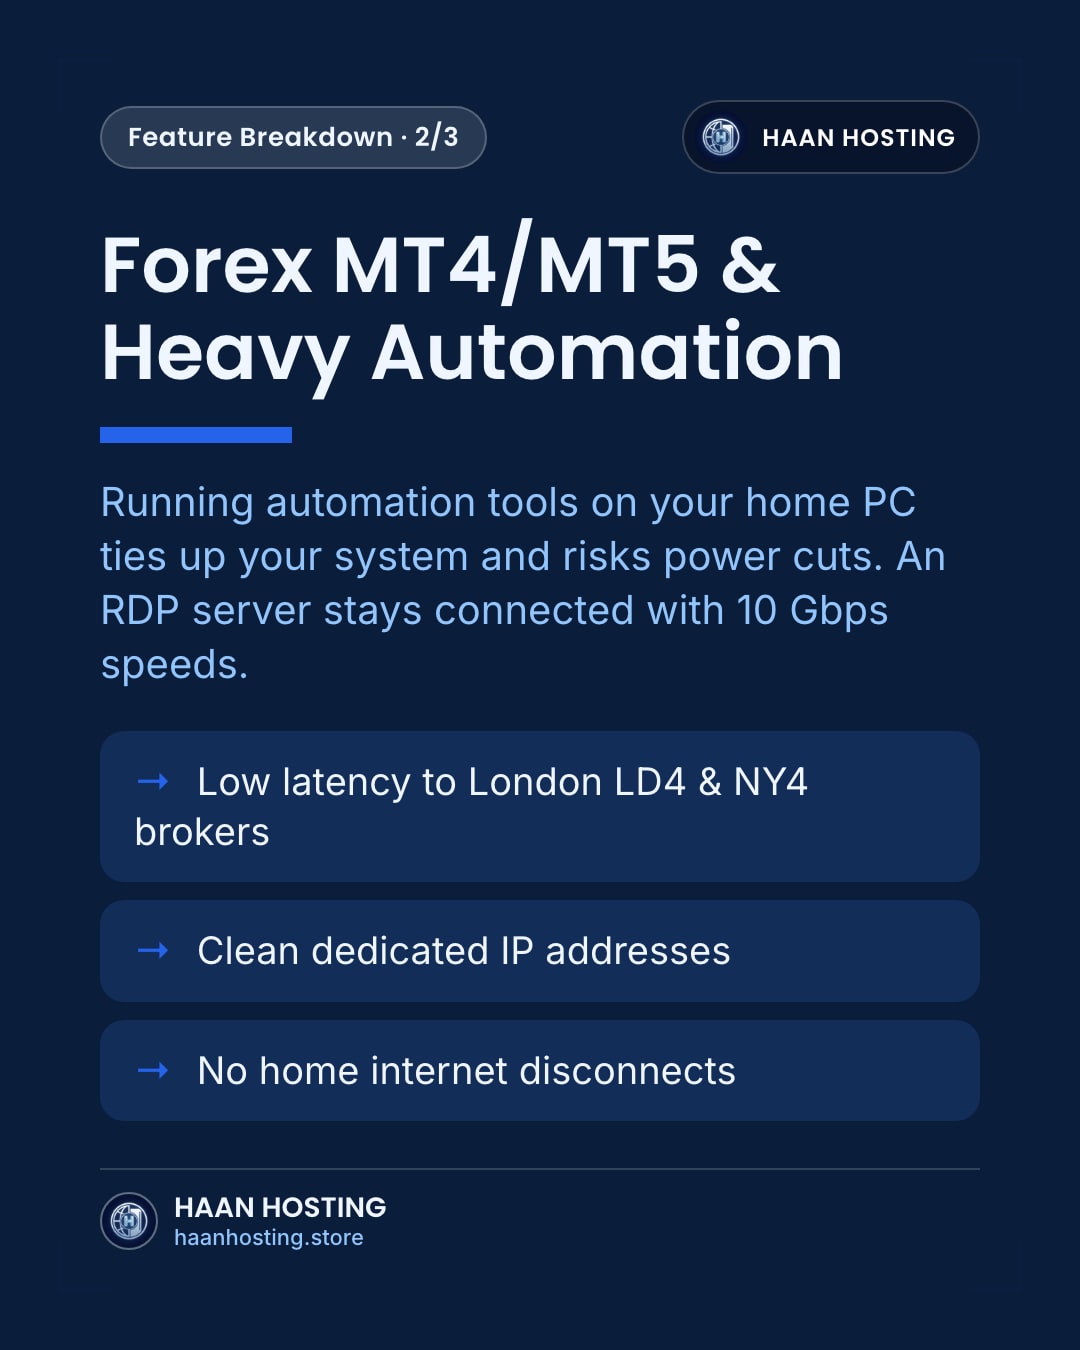 Feature Breakdown · 2/3
HAAN HOSTING
Forex MT4/MT5 &
Heavy Automation
Running automation tools on your home PC
ties up your system and risks power cuts. An
RDP server stays connected with 10 Gbps
speeds.
→ Low latency to London LD4 & NY4
brokers
→ Clean dedicated IP addresses
→ No home internet disconnects
HAAN HOSTING
haanhosting.store